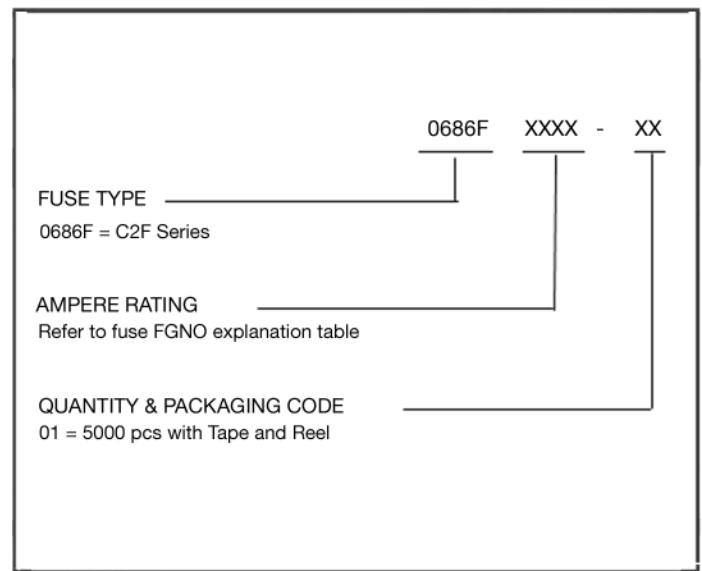 0686F XXXX - XX
FUSE TYPE
0686F = C2F Series
AMPERE RATING
Refer to fuse FGNO explanation table
QUANTITY & PACKAGING CODE
01 = 5000 pcs with Tape and Reel